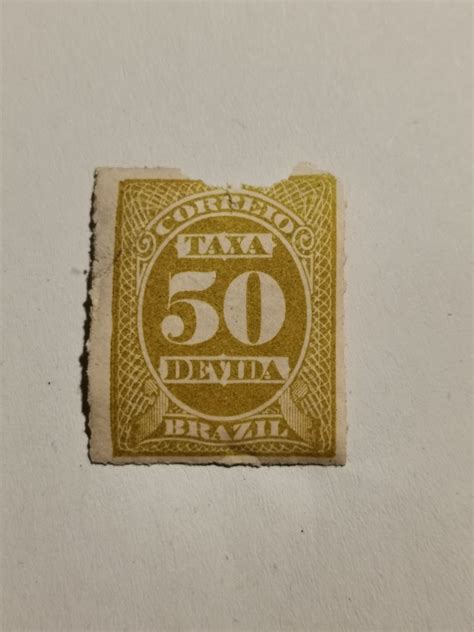 CORREIO
TAXA
50
DEVIDA
BRAZIL